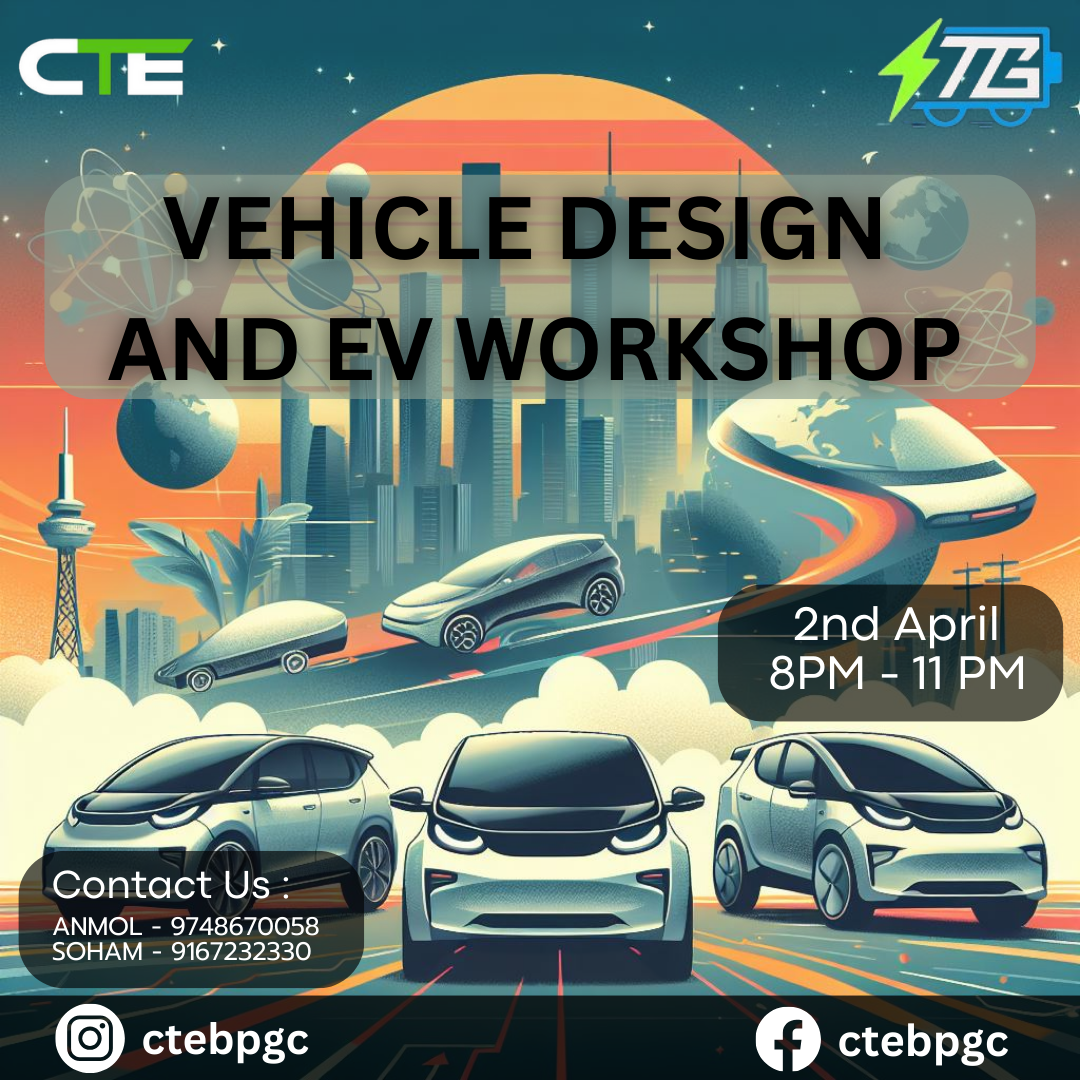 CTE
TG
VEHICLE DESIGN
AND EV WORKSHOP
2nd April
8PM - 11 PM
Contact Us :
ANMOL - 9748670058
SOHAM - 9167232330
ctebpgc
ctebpgc